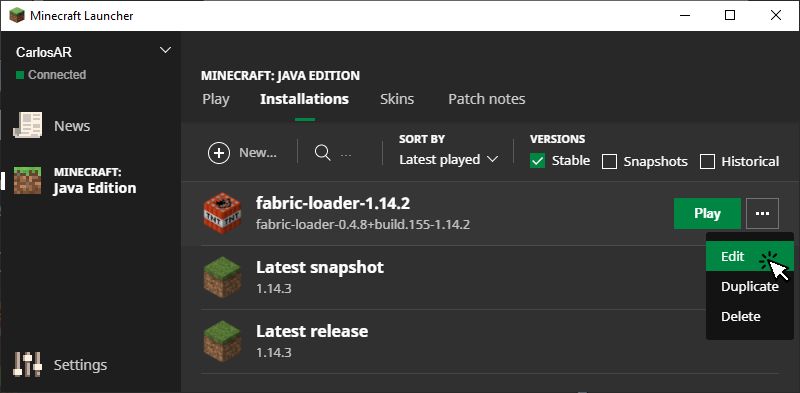 Minecraft Launcher
CarlosAR
Connected
News
MINECRAFT:
Java Edition
Settings
MINECRAFT: JAVA EDITION
Play Installations Skins Patch notes
New... ...
SORT BY
Latest played
VERSIONS
Stable Snapshots Historical
fabric-loader-1.14.2
fabric-loader-0.4.8+build.155-1.14.2
Play ...
Edit
Duplicate
Delete
Latest snapshot
1.14.3
Latest release
1.14.3
TNT TNT